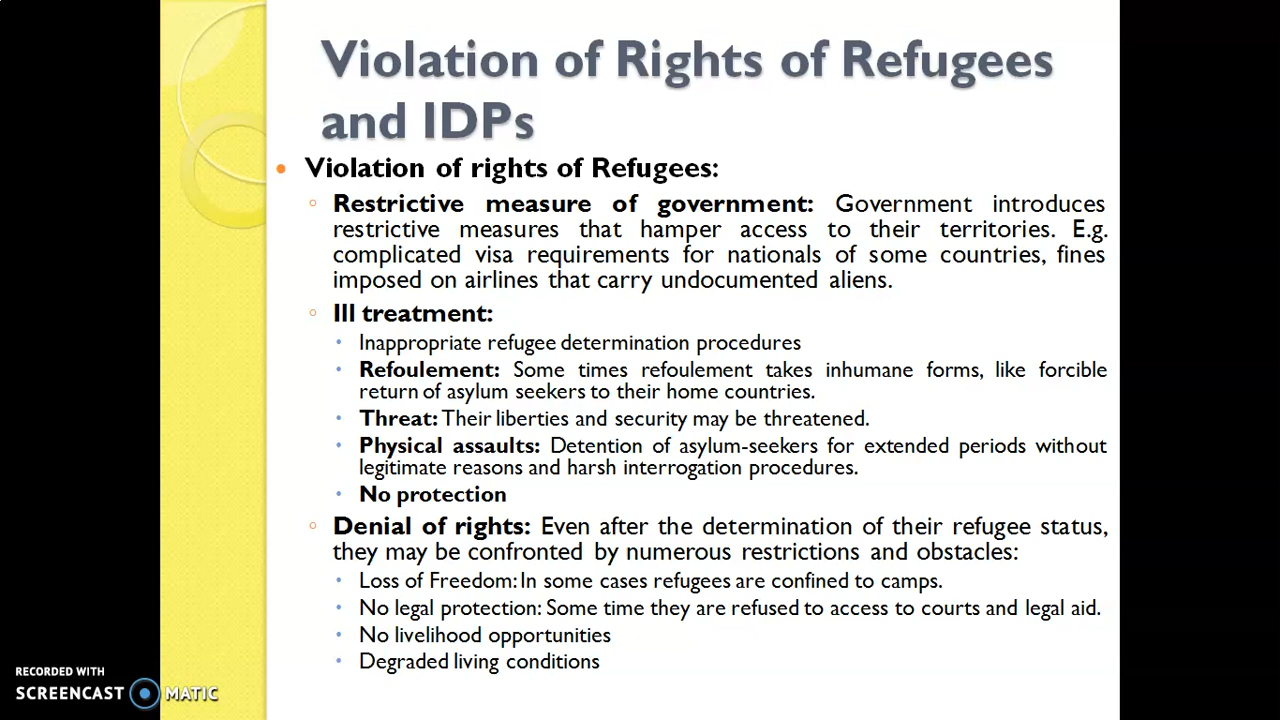 Violation of Rights of Refugees
and IDPs
• Violation of rights of Refugees:
◦ Restrictive measure of government: Government introduces
restrictive measures that hamper access to their territories. E.g.
complicated visa requirements for nationals of some countries, fines
imposed on airlines that carry undocumented aliens.
◦ Ill treatment:
• Inappropriate refugee determination procedures
• Refoulement: Some times refoulement takes inhumane forms, like forcible
return of asylum seekers to their home countries.
• Threat: Their liberties and security may be threatened.
• Physical assaults: Detention of asylum-seekers for extended periods without
legitimate reasons and harsh interrogation procedures.
• No protection
◦ Denial of rights: Even after the determination of their refugee status,
they may be confronted by numerous restrictions and obstacles:
• Loss of Freedom: In some cases refugees are confined to camps.
• No legal protection: Some time they are refused to access to courts and legal aid.
• No livelihood opportunities
• Degraded living conditions
RECORDED WITH
SCREENCAST MATIC